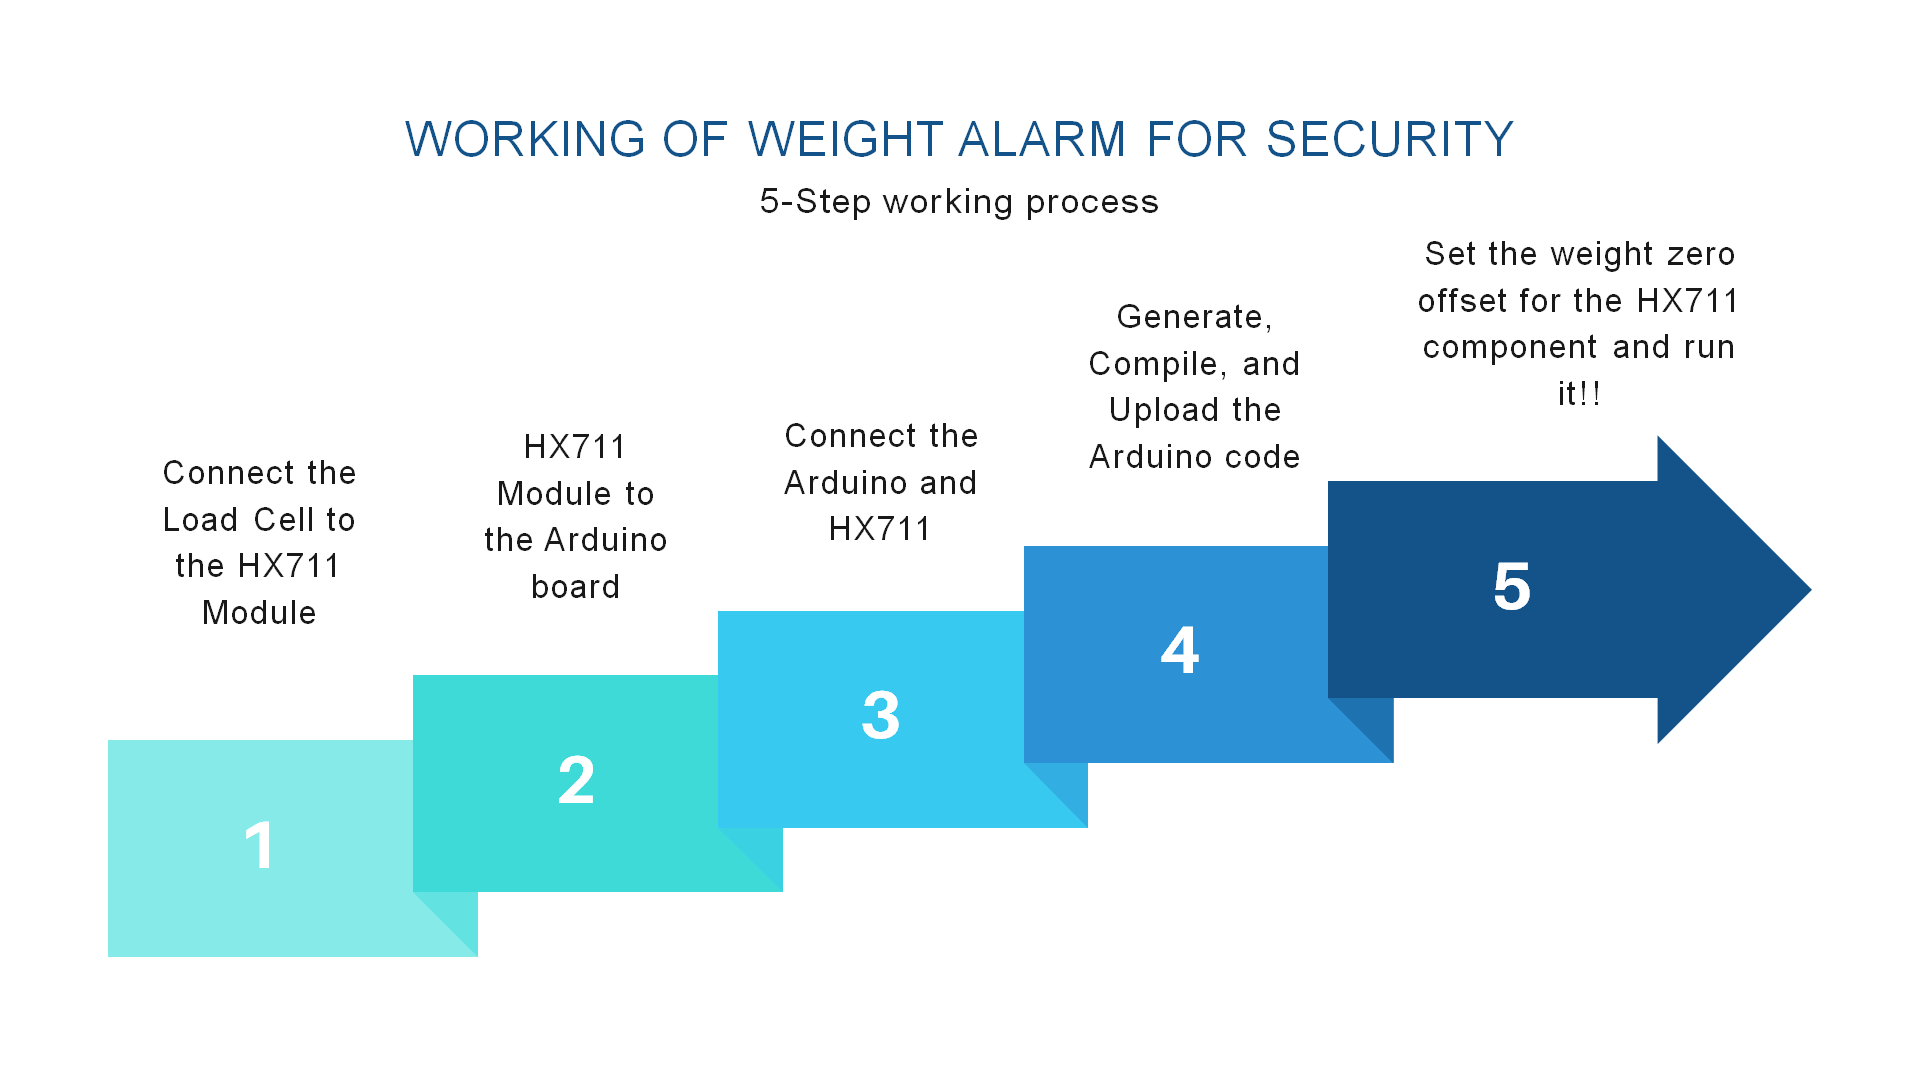 WORKING OF WEIGHT ALARM FOR SECURITY
5-Step working process
Connect the
Load Cell to
the HX711
Module
1
HX711
Module to
the Arduino
board
2
Connect the
Arduino and
HX711
3
Generate,
Compile, and
Upload the
Arduino code
4
Set the weight zero
offset for the HX711
component and run
it!!
5